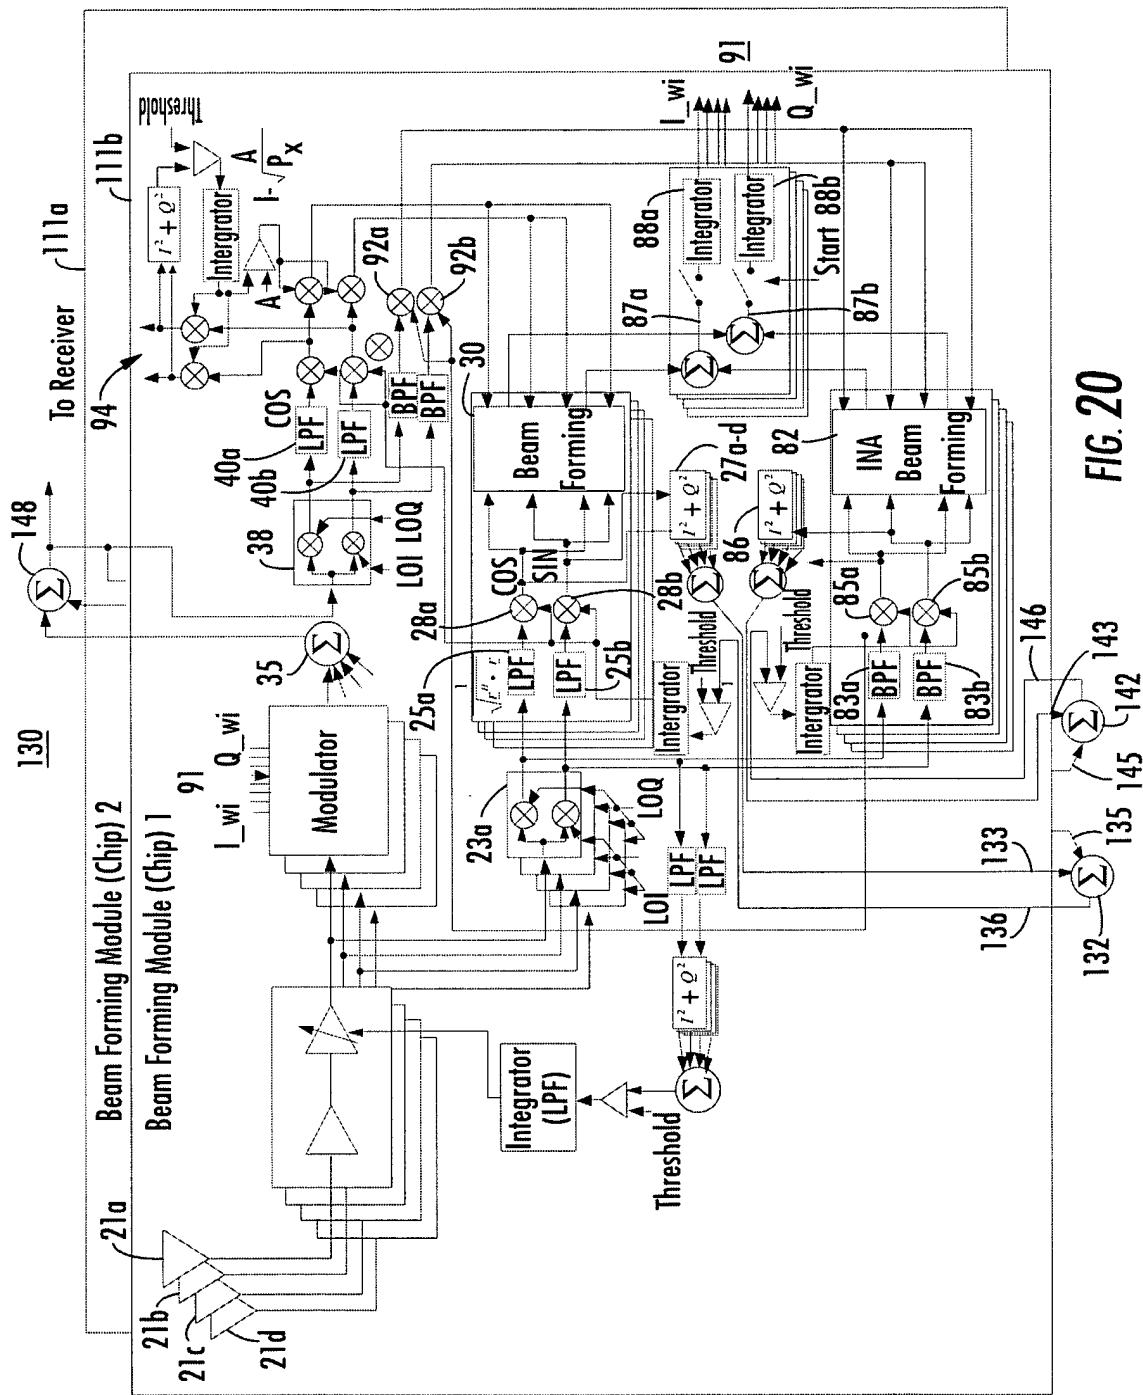 130
Beam Forming Module (Chip) 2
Beam Forming Module (Chip) 1
To Receiver
111a
111b
94
148
35
Threshold
I² + Q²
Intergrator
A
I- A/√Pₓ
21a
21b
21c
21d
I_wi
91
Q_wi
Modulator
38
LOI
LOQ
40a
40b
COS
LPF
LPF
BPF
BPF
92a
92b
23a
LOI
LOQ
√r" · r
25a
LPF
LPF
25b
28a
28b
COS
SIN
30
Beam
Forming
I_wi
91
Q_wi
88a
Integrator
Integrator
88b
87a
87b
Start
27a-d
I² + Q²
I² + Q²
86
Threshold
Intergrator
Threshold
Intergrator
82
INA
Beam
Forming
83a
BPF
BPF
83b
85a
85b
LPF
LPF
I² + Q²
Integrator
(LPF)
Threshold
136
133
135
132
145
146
143
142
FIG. 20
Σ
Σ
Σ
Σ
Σ
Σ
Σ
Σ
Σ